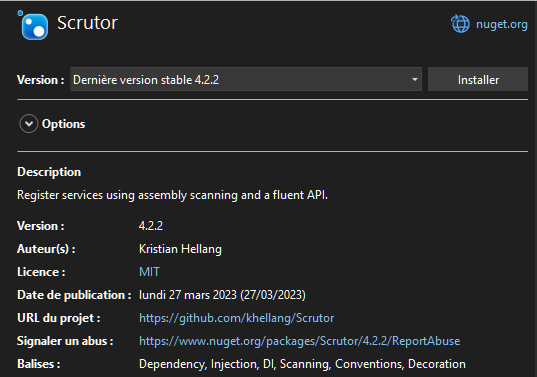 Scrutor
nuget.org
Version : Dernière version stable 4.2.2 Installer
Options
Description
Register services using assembly scanning and a fluent API.
Version : 4.2.2
Auteur(s) : Kristian Hellang
Licence : MIT
Date de publication : lundi 27 mars 2023 (27/03/2023)
URL du projet : https://github.com/khellang/Scrutor
Signaler un abus : https://www.nuget.org/packages/Scrutor/4.2.2/ReportAbuse
Balises : Dependency, Injection, DI, Scanning, Conventions, Decoration